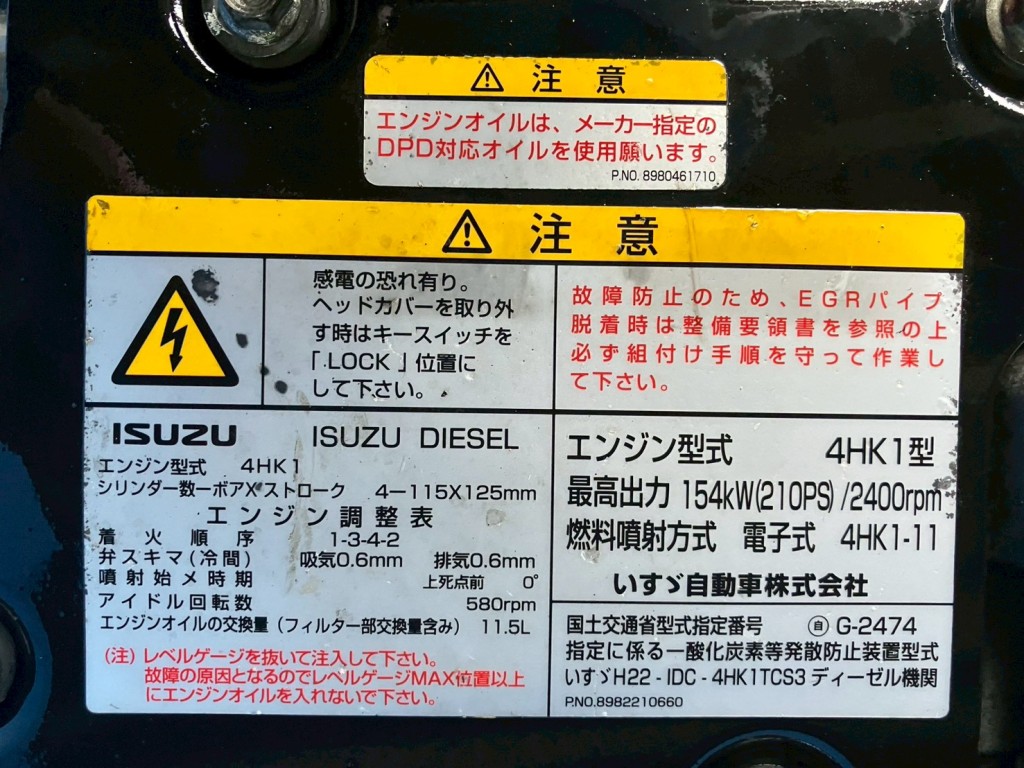 ⚠ 注意
エンジンオイルは、メーカー指定の
DPD対応オイルを使用願います。
P.NO. 8980461710
⚠ 注意
感電の恐れ有り。
ヘッドカバーを取り外
す時はキースイッチを
「LOCK」位置に
して下さい。
故障防止のため、EGRパイプ
脱着時は整備要領書を参照の上
必ず組付け手順を守って作業し
て下さい。
ISUZU ISUZU DIESEL
エンジン型式 4HK1
シリンダー数ーボアXストローク 4ー115X125mm
エンジン調整表
着火順序 1-3-4-2
弁スキマ(冷間) 吸気0.6mm 排気0.6mm
噴射始メ時期 上死点前 0°
アイドル回転数 580rpm
エンジンオイルの交換量(フィルター部交換量含み) 11.5L
(注)レベルゲージを抜いて注入して下さい。
故障の原因となるのでレベルゲージMAX位置以上
にエンジンオイルを入れないで下さい。
エンジン型式 4HK1型
最高出力 154kW(210PS)/2400rpm
燃料噴射方式 電子式 4HK1-11
いすゞ自動車株式会社
国土交通省型式指定番号 ㊀自 G-2474
指定に係る一酸化炭素等発散防止装置型式
いすゞH22-IDC-4HK1TCS3 ディーゼル機関
P.NO.8982210660